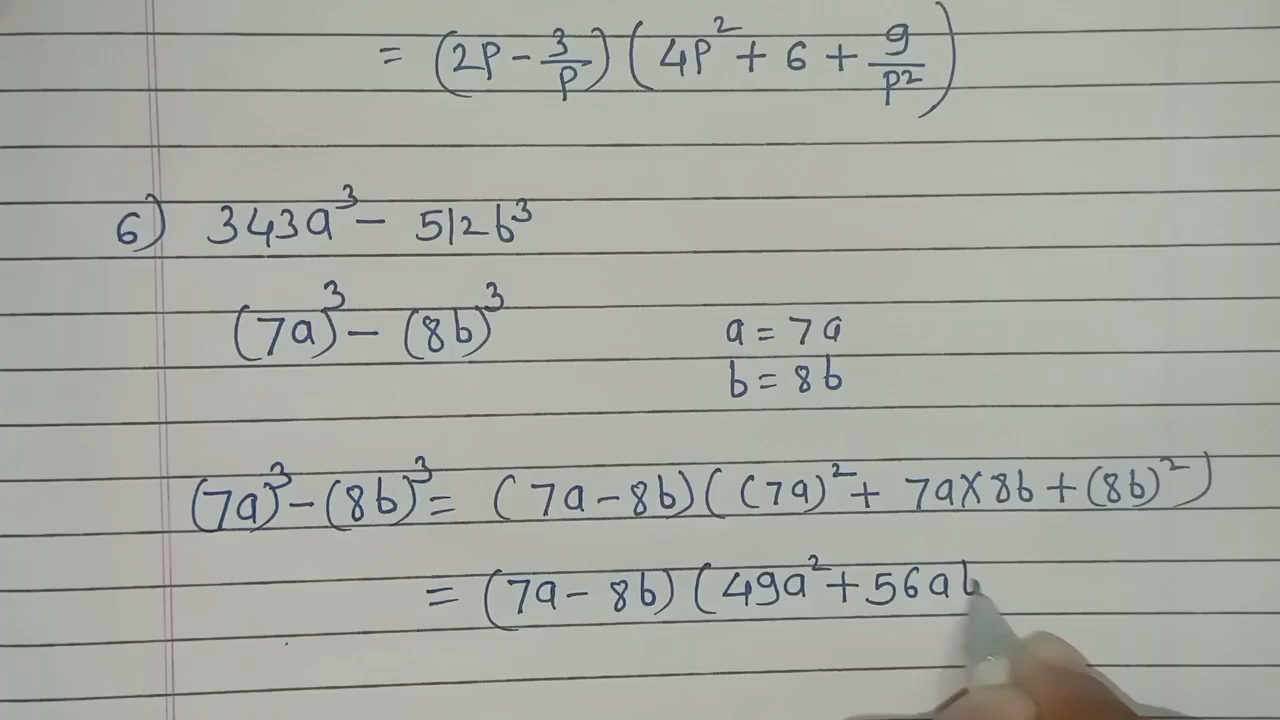 = (2p - 3/p) (4p² + 6 + 9/p²)
6) 343a³ - 512b³
(7a)³ - (8b)³
a = 7a
b = 8b
(7a)³ - (8b)³ = (7a - 8b) ((7a)² + 7a × 8b + (8b)²)
= (7a - 8b) (49a² + 56ab